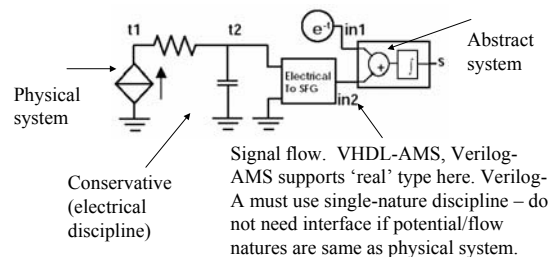 t1
t2
e-t
in1
Abstract
system
+
∫
s
Electrical
To SFG
in2
Physical
system
Conservative
(electrical
discipline)
Signal flow. VHDL-AMS, Verilog-
AMS supports ‘real’ type here. Verilog-
A must use single-nature discipline – do
not need interface if potential/flow
natures are same as physical system.